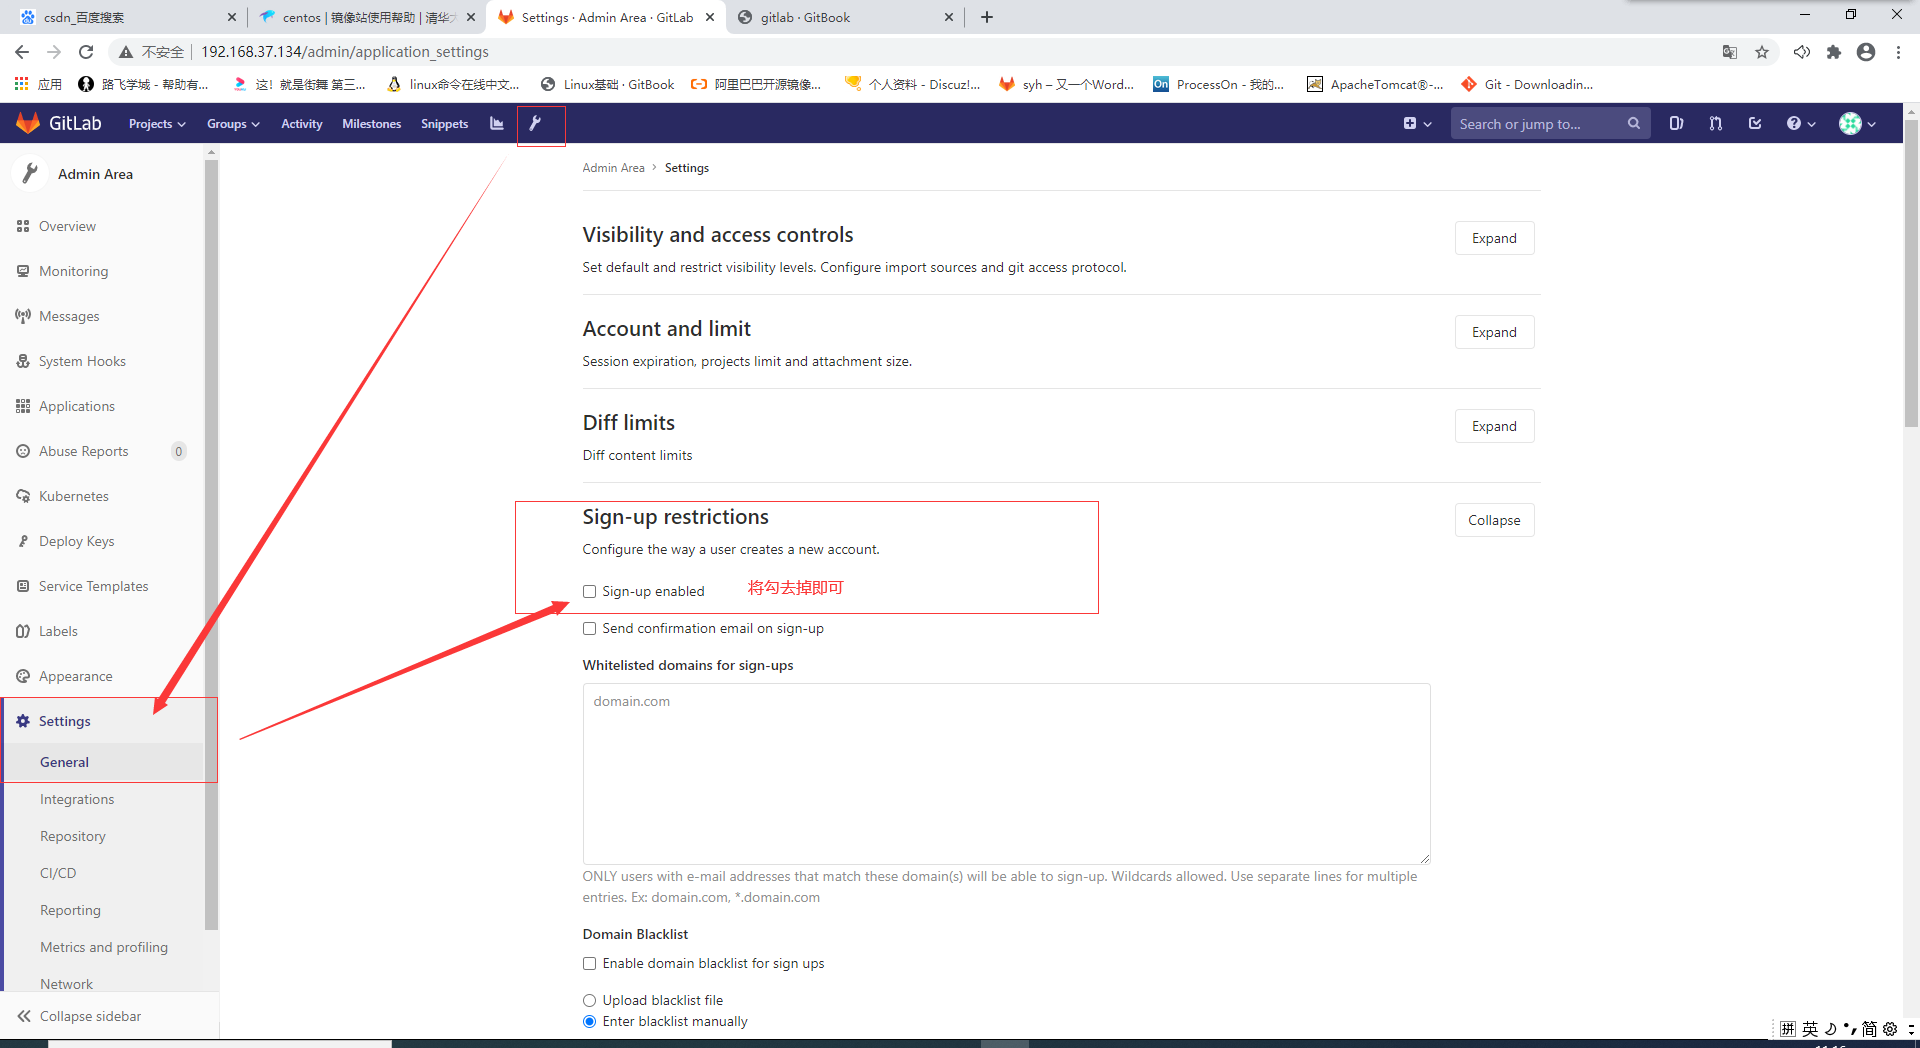 csdn_百度搜索
centos | 镜像站使用帮助 | 清华
Settings · Admin Area · GitLab
gitlab · GitBook
不安全 | 192.168.37.134/admin/application_settings
应用
路飞学城 - 帮助有...
这！就是街舞 第三...
linux命令在线中文...
Linux基础 · GitBook
阿里巴巴开源镜像...
个人资料 - Discuz!...
syh – 又一个Word...
On
ProcessOn - 我的...
ApacheTomcat®-...
Git - Downloadin...
GitLab
Projects
Groups
Activity
Milestones
Snippets
Search or jump to...
Admin Area
Overview
Monitoring
Messages
System Hooks
Applications
Abuse Reports 0
Kubernetes
Deploy Keys
Service Templates
Labels
Appearance
Settings
General
Integrations
Repository
CI/CD
Reporting
Metrics and profiling
Network
Collapse sidebar
Admin Area > Settings
Visibility and access controls
Expand
Set default and restrict visibility levels. Configure import sources and git access protocol.
Account and limit
Expand
Session expiration, projects limit and attachment size.
Diff limits
Expand
Diff content limits
Sign-up restrictions
Collapse
Configure the way a user creates a new account.
Sign-up enabled
将勾去掉即可
Send confirmation email on sign-up
Whitelisted domains for sign-ups
domain.com
ONLY users with e-mail addresses that match these domain(s) will be able to sign-up. Wildcards allowed. Use separate lines for multiple
entries. Ex: domain.com, *.domain.com
Domain Blacklist
Enable domain blacklist for sign ups
Upload blacklist file
Enter blacklist manually
拼 英 简